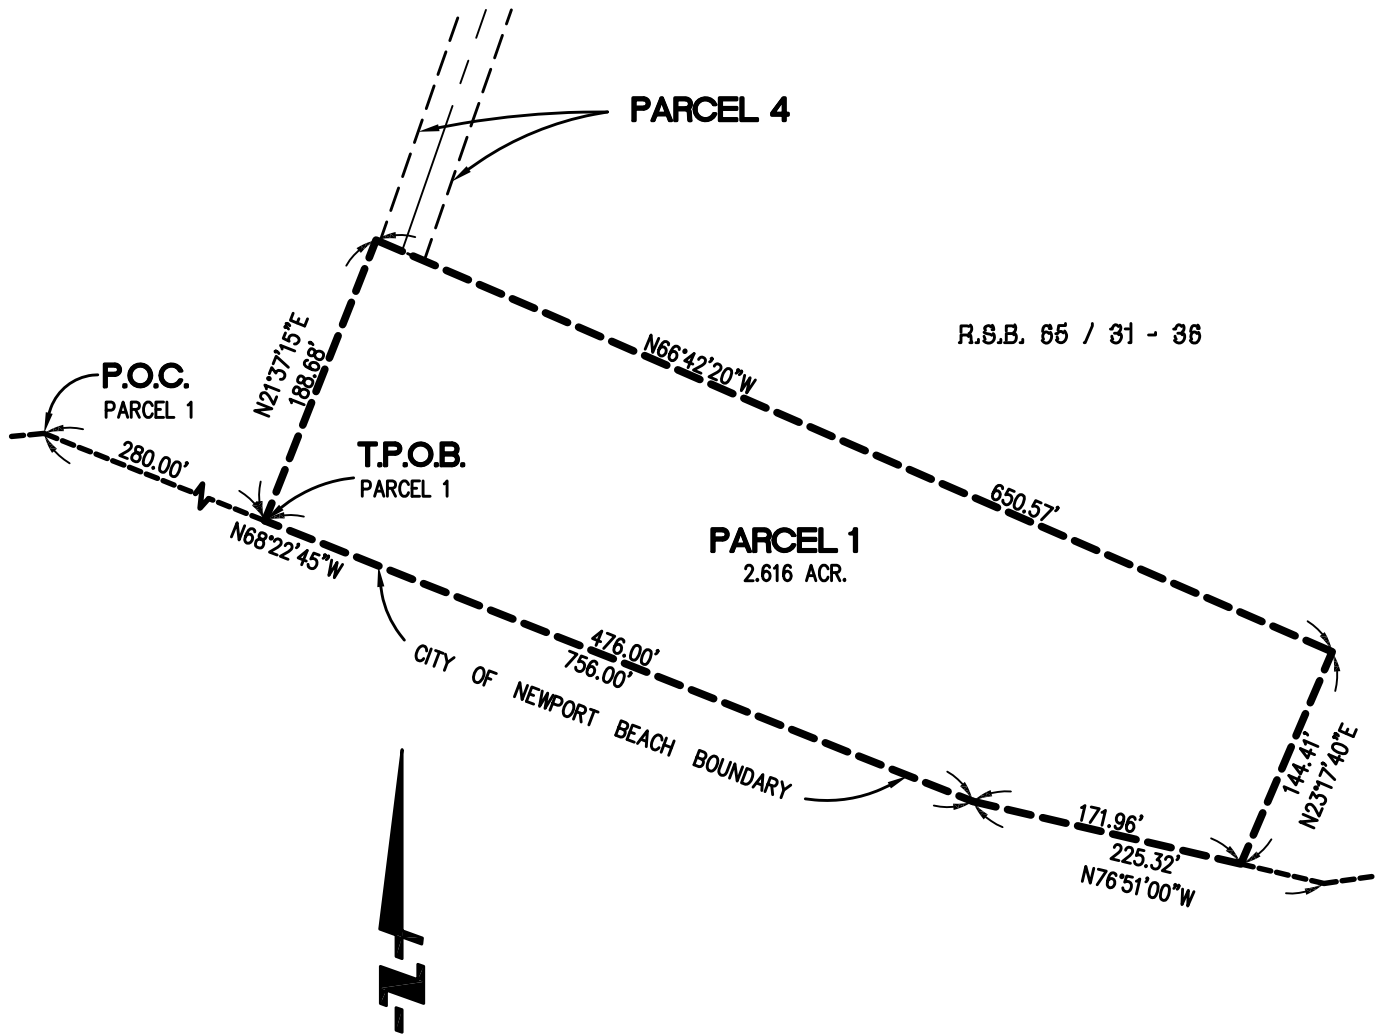 PARCEL 4
R.S.B. 65 / 31 - 36
N21°37'15"E
188.68'
N66°42'20"W
P.O.C.
PARCEL 1
280.00'
T.P.O.B.
PARCEL 1
650.57'
N68°22'45"W
PARCEL 1
2.616 ACR.
476.00'
756.00'
CITY OF NEWPORT BEACH BOUNDARY
144.41'
N23°17'40"E
171.96'
225.32'
N76°51'00"W
N